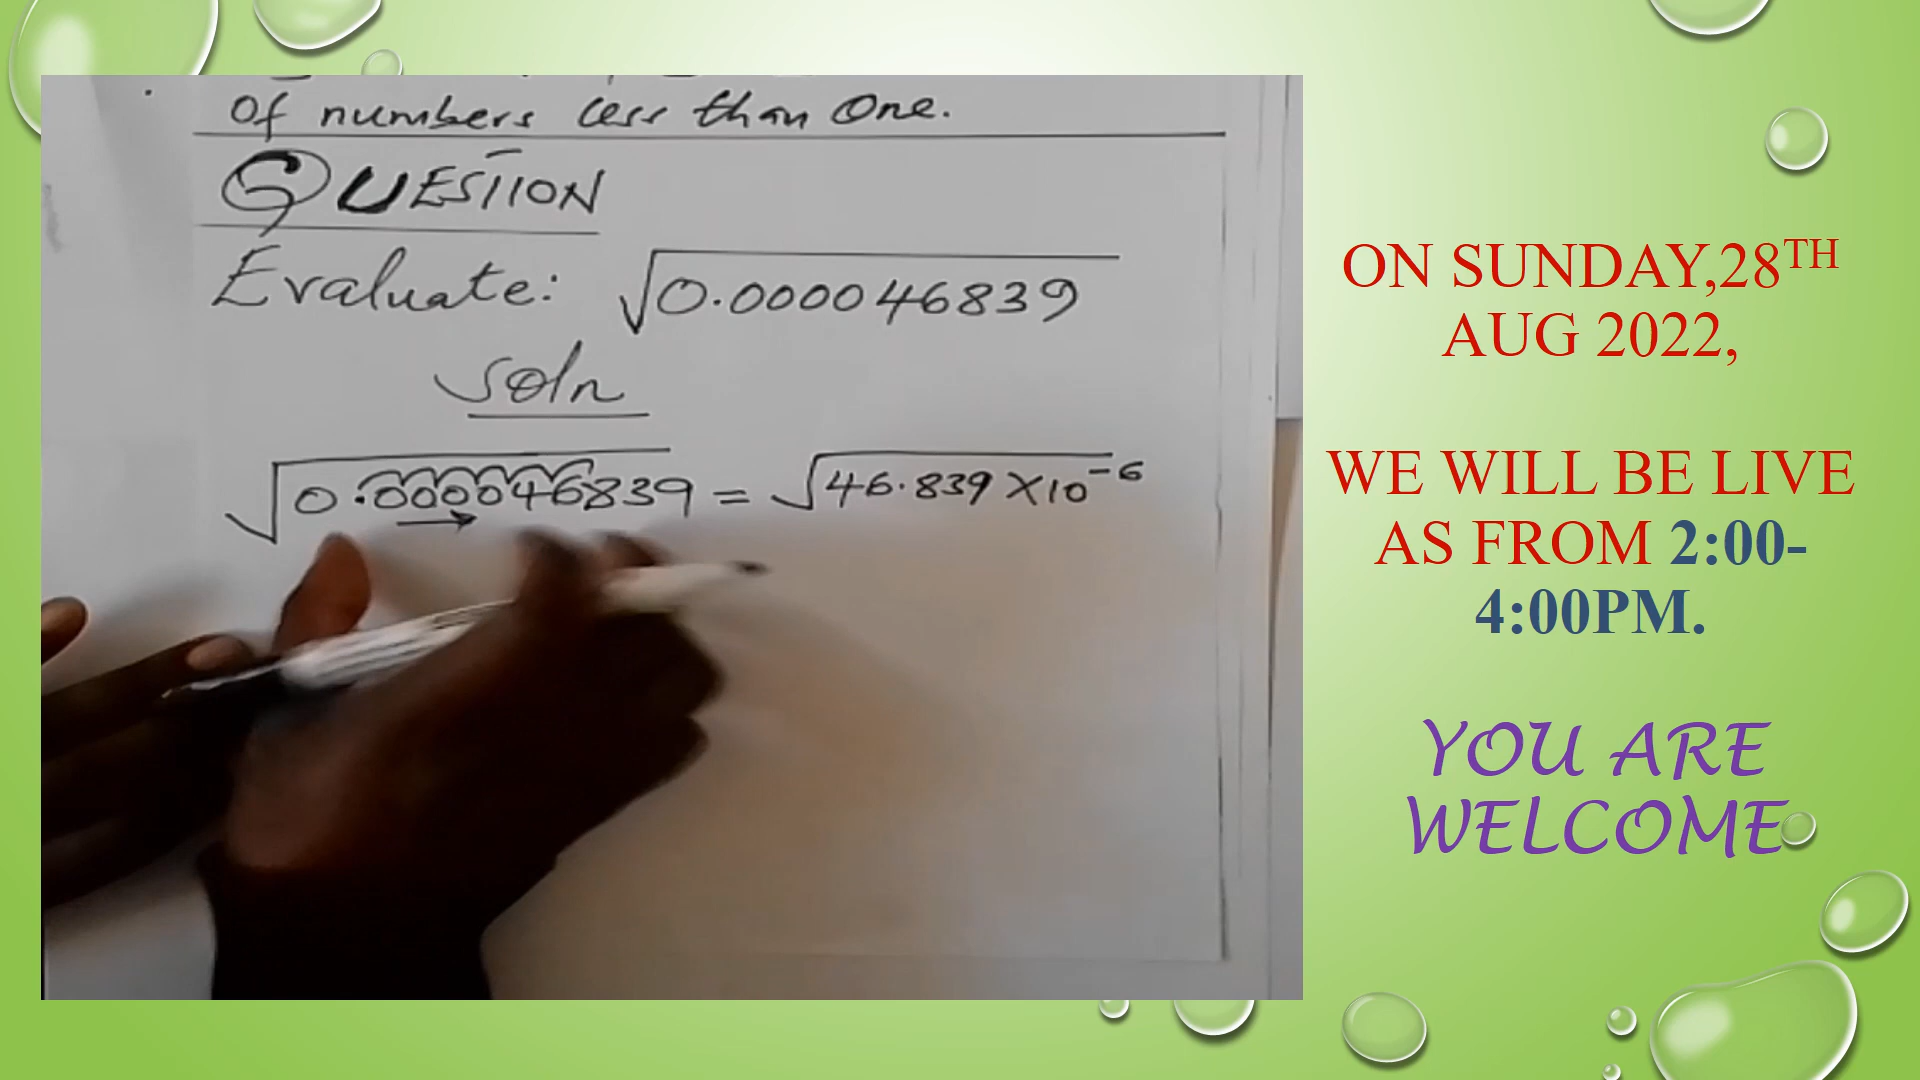 Of numbers less than One.
QUESTION
Evaluate: √0.000046839
Soln
√0.000046839 = √46.839 X10⁻⁶
ON SUNDAY,28TH
AUG 2022,
WE WILL BE LIVE
AS FROM 2:00-
4:00PM.
YOU ARE
WELCOME